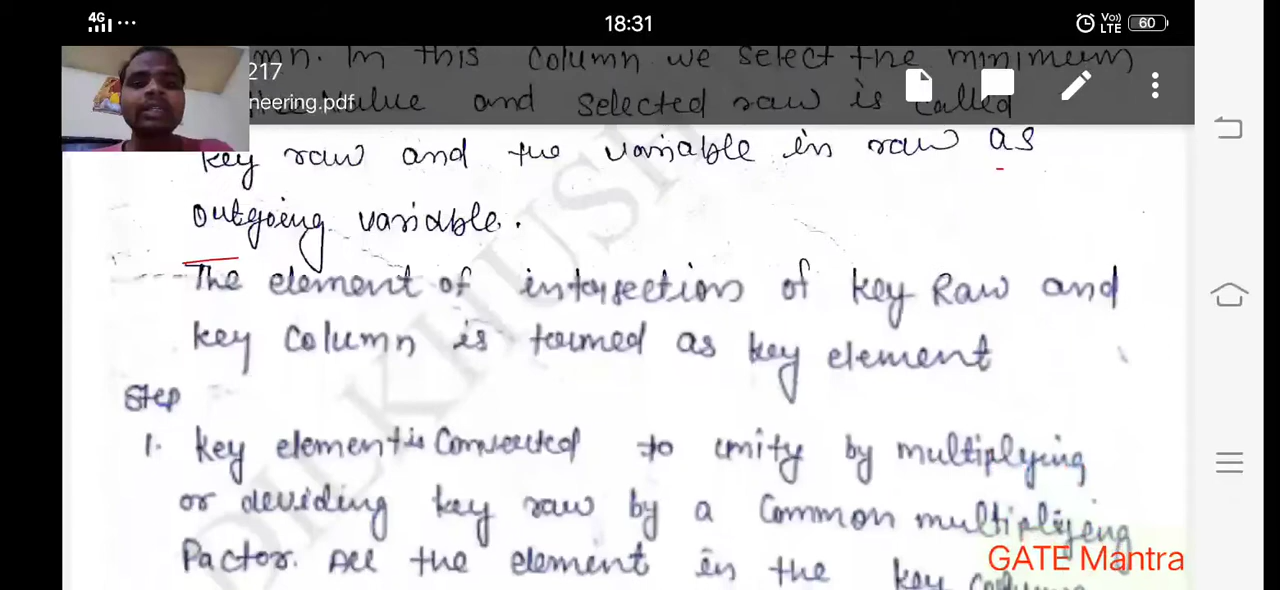 4G 18:31 Vo)) LTE 60
mn. In this column we select the minimum
217
value and selected raw is called
neering.pdf
key raw and the variable in raw as
outgoing variable.
The element of intersection of key Raw and
key column is termed as key element
Step
1. Key element is Converted to unity by multiplying
or deviding key raw by a Common multiplying
Factor. All the element in the key
GATE Mantra
DILKHUSH